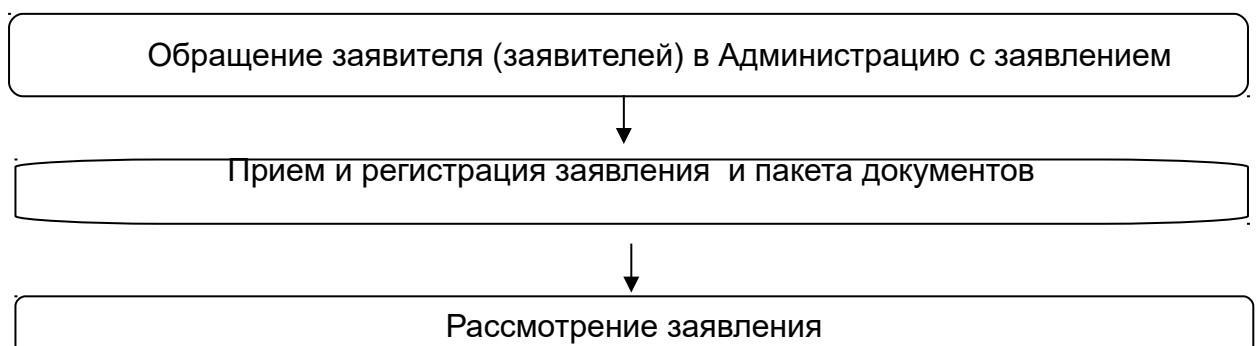 Обращение заявителя (заявителей) в Администрацию с заявлением
Прием и регистрация заявления и пакета документов
Рассмотрение заявления